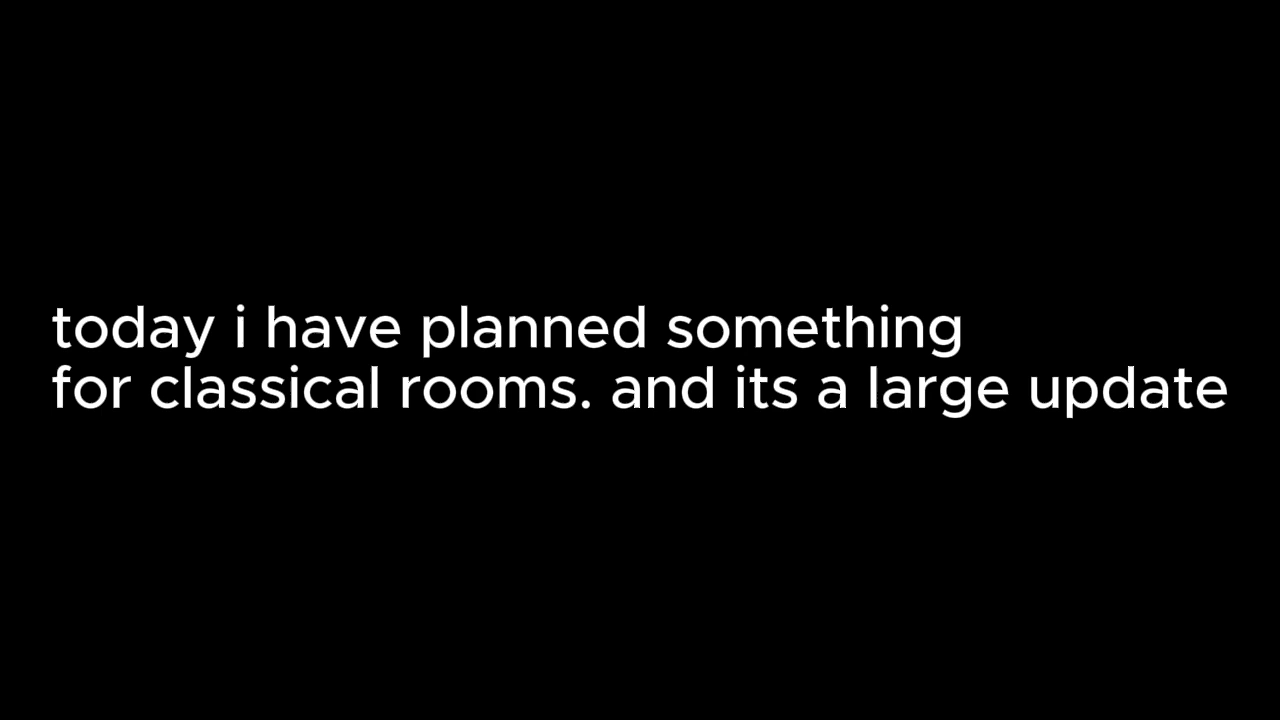 today i have planned something
for classical rooms. and its a large update